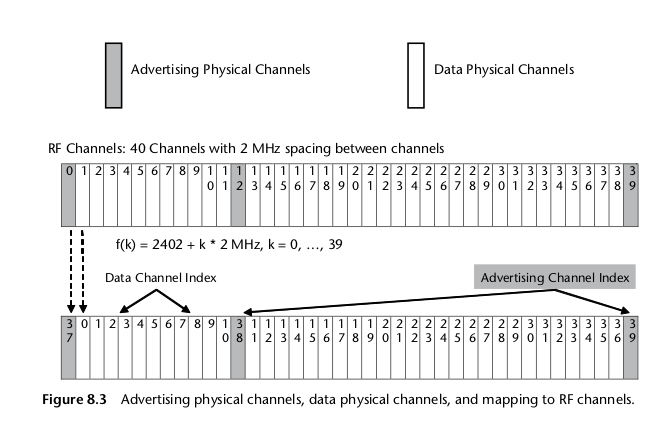 Advertising Physical Channels
Data Physical Channels
RF Channels: 40 Channels with 2 MHz spacing between channels
0 1 2 3 4 5 6 7 8 9 10 11 12 13 14 15 16 17 18 19 20 21 22 23 24 25 26 27 28 29 30 31 32 33 34 35 36 37 38 39
f(k) = 2402 + k * 2 MHz, k = 0, ..., 39
Data Channel Index
Advertising Channel Index
37 0 1 2 3 4 5 6 7 8 9 10 38 11 12 13 14 15 16 17 18 19 20 21 22 23 24 25 26 27 28 29 30 31 32 33 34 35 36 39
Figure 8.3 Advertising physical channels, data physical channels, and mapping to RF channels.